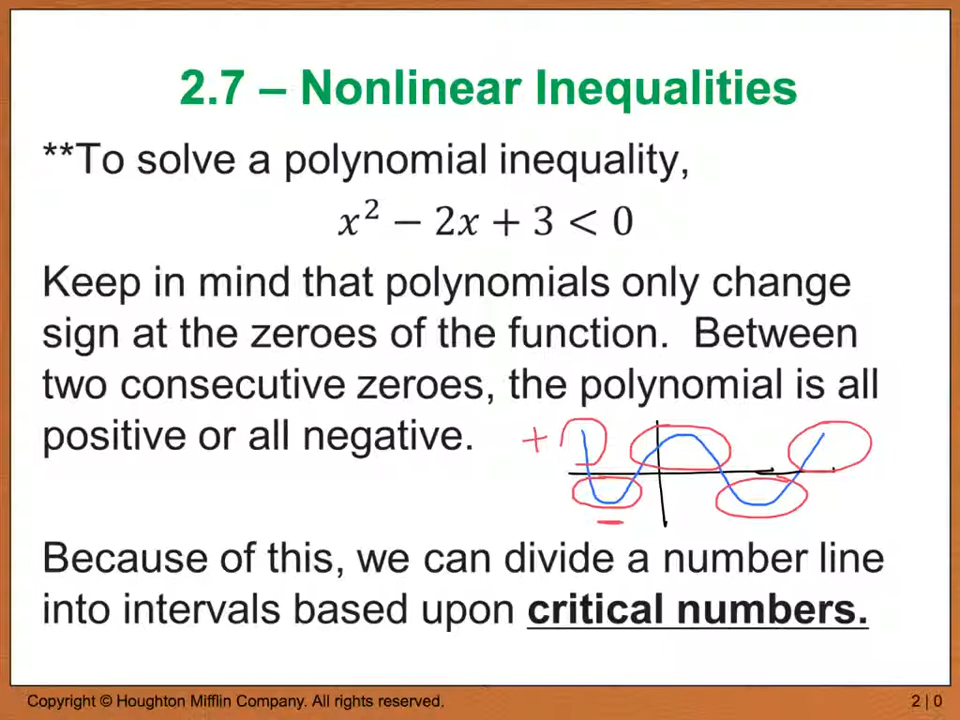 2.7 – Nonlinear Inequalities
**To solve a polynomial inequality,
x² − 2x + 3 < 0
Keep in mind that polynomials only change
sign at the zeroes of the function. Between
two consecutive zeroes, the polynomial is all
positive or all negative. +
−
Because of this, we can divide a number line
into intervals based upon critical numbers.
Copyright © Houghton Mifflin Company. All rights reserved. 2 | 0